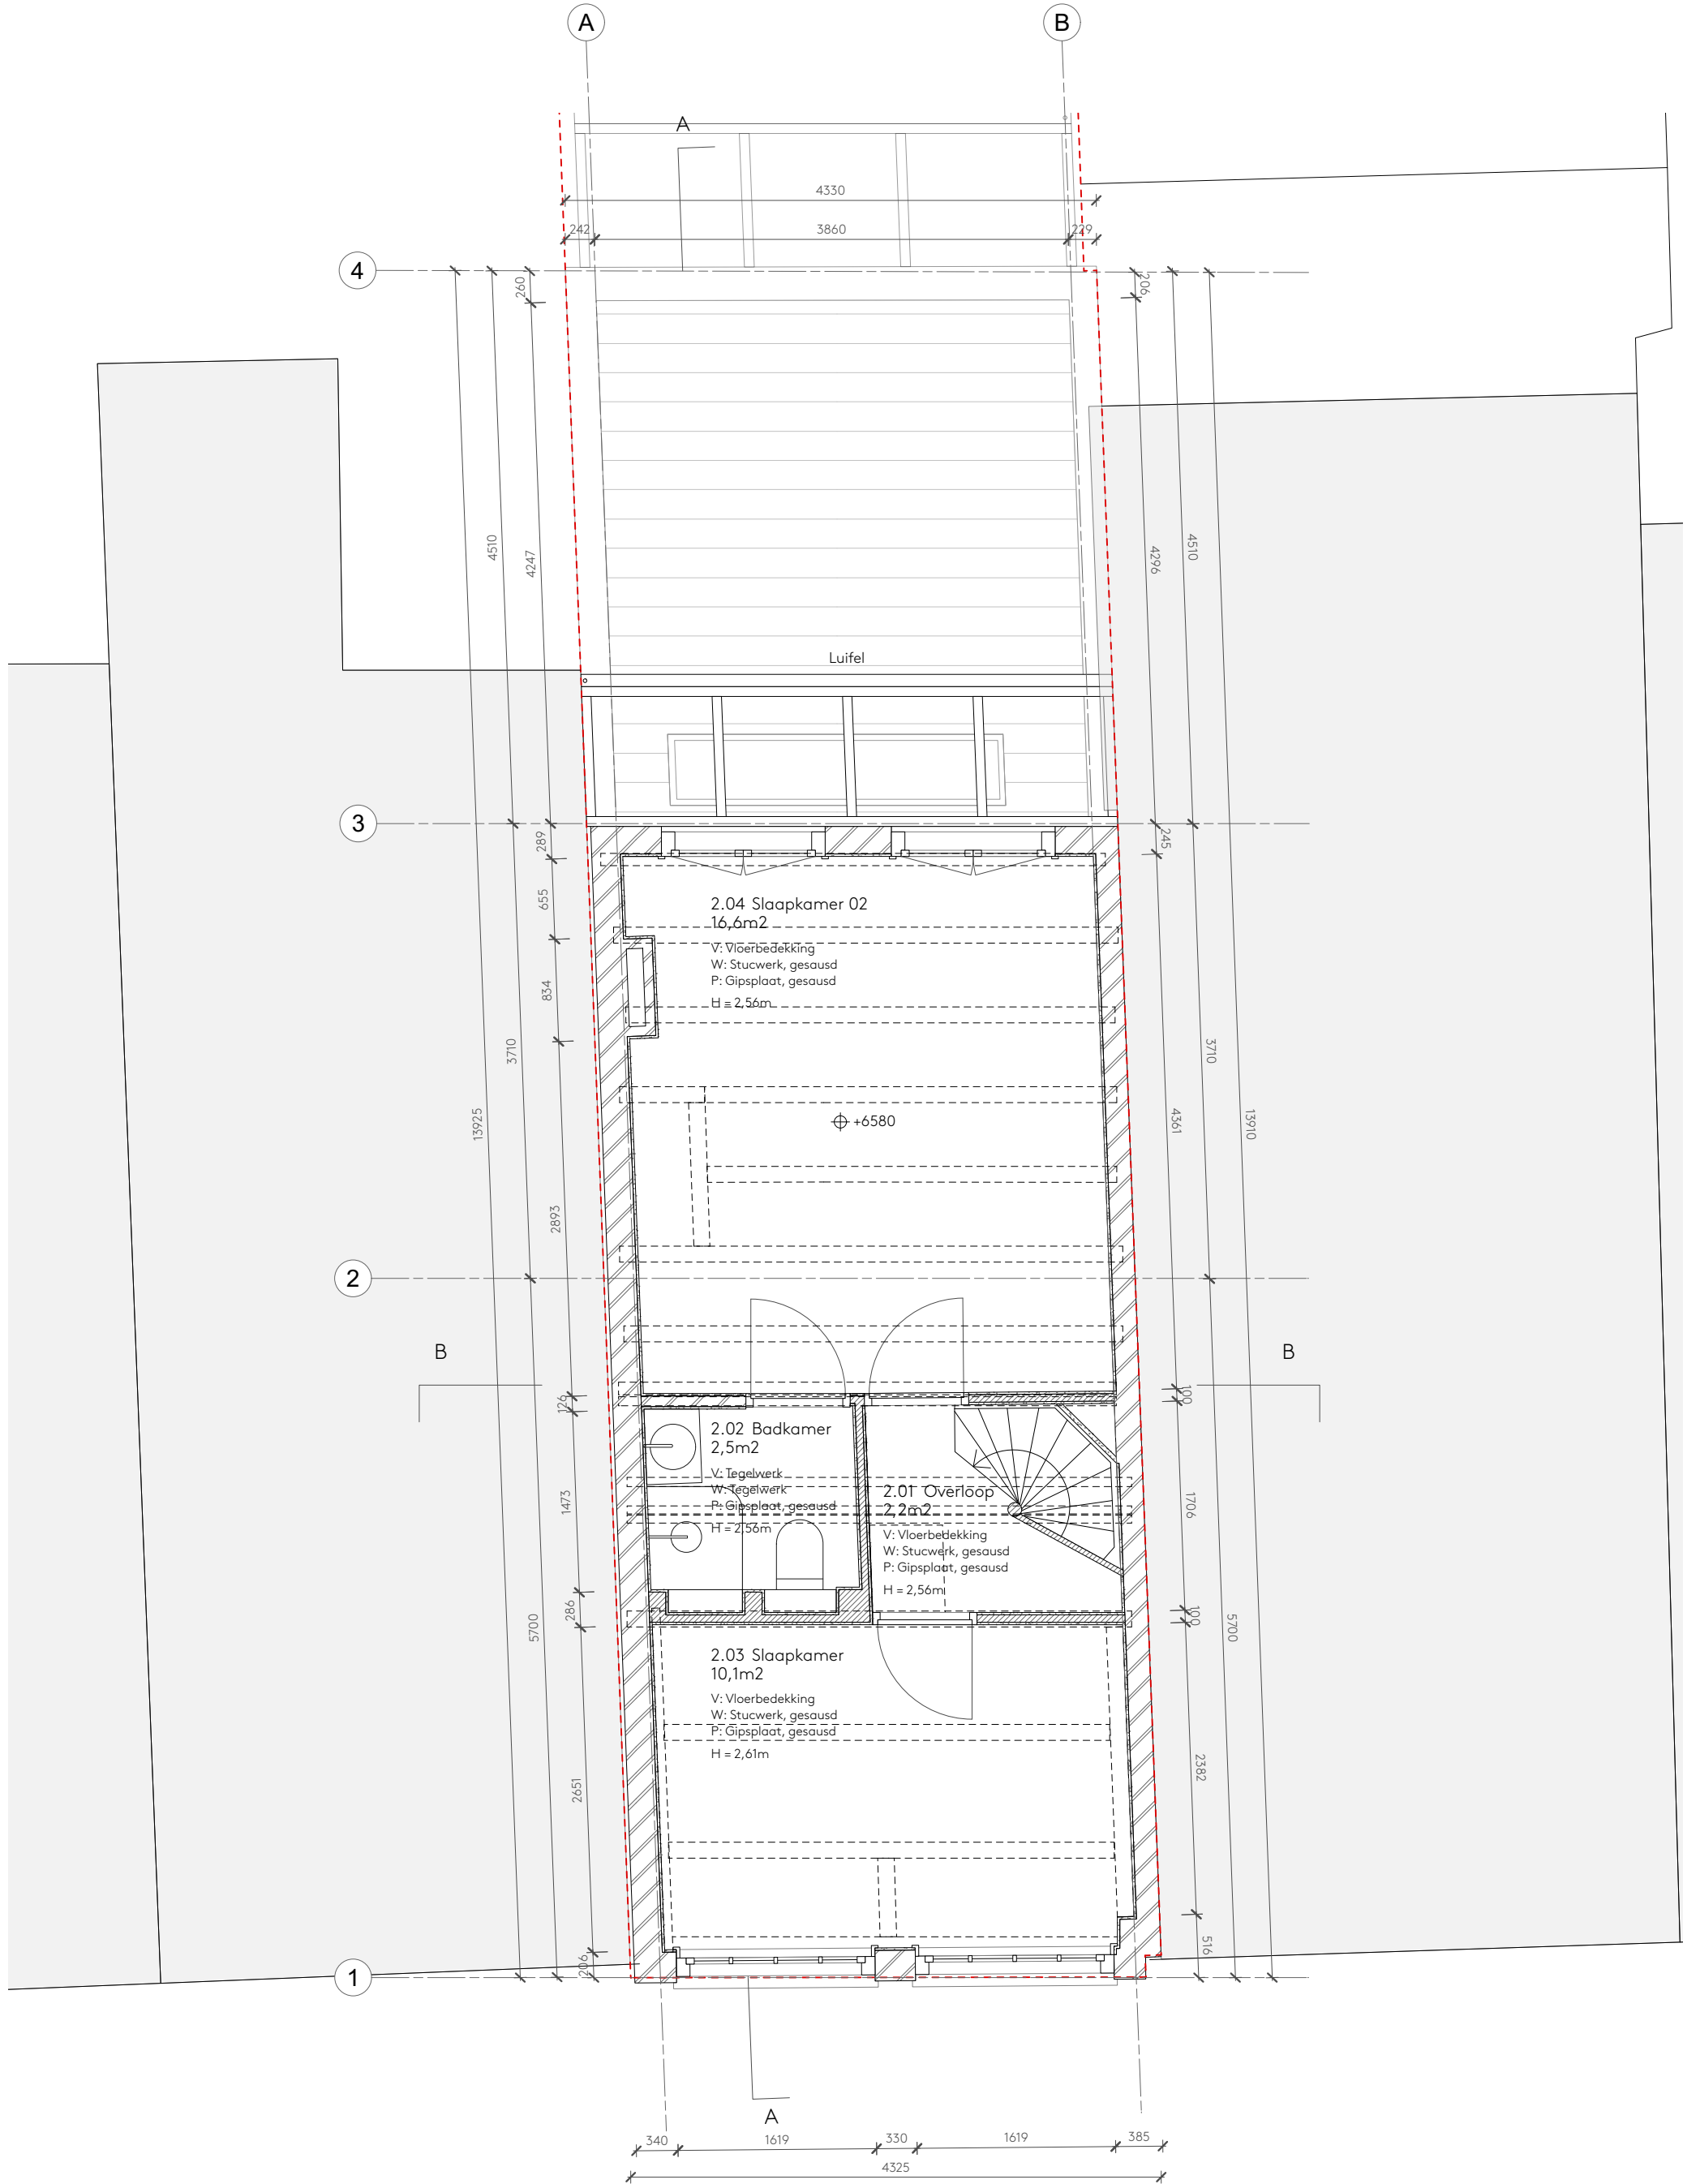 A
B
A
4330
242
3860
229
4
260
206
4510
4247
4296
4510
Luifel
3
289
245
655
2.04 Slaapkamer 02
16,6m2
V: Vloerbedekking
W: Stucwerk, gesausd
P: Gipsplaat, gesausd
H = 2,56m
834
3710
3710
13925
4361
13910
+6580
2893
2
B
B
126
100
2.02 Badkamer
2,5m2
V: Tegelwerk
W: Tegelwerk
P: Gipsplaat, gesausd
H = 2,56m
1473
2.01 Overloop
2,2m2
V: Vloerbedekking
W: Stucwerk, gesausd
P: Gipsplaat, gesausd
H = 2,56m
1706
286
100
5700
5700
2.03 Slaapkamer
10,1m2
V: Vloerbedekking
W: Stucwerk, gesausd
P: Gipsplaat, gesausd
H = 2,61m
2651
2382
206
516
1
A
340
1619
330
1619
385
4325